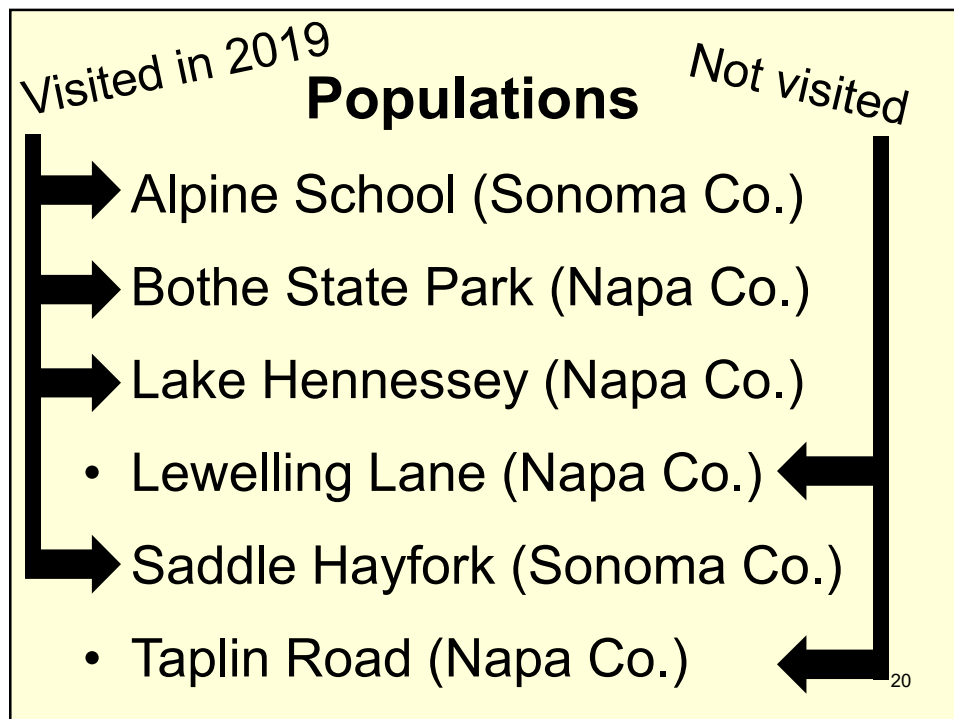 Visited in 2019
Not visited
Populations
Alpine School (Sonoma Co.)
Bothe State Park (Napa Co.)
Lake Hennessey (Napa Co.)
• Lewelling Lane (Napa Co.)
Saddle Hayfork (Sonoma Co.)
• Taplin Road (Napa Co.)
20